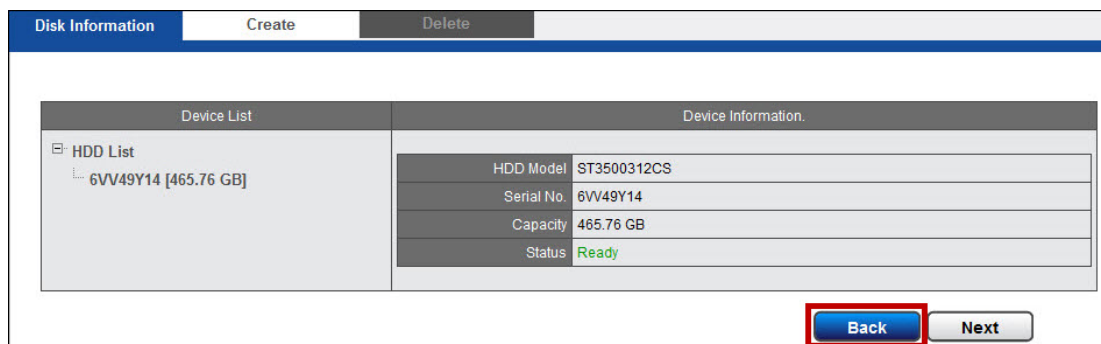 Disk Information Create Delete
Device List Device Information.
HDD List
6VV49Y14 [465.76 GB]
HDD Model ST3500312CS
Serial No. 6VV49Y14
Capacity 465.76 GB
Status Ready
Back Next